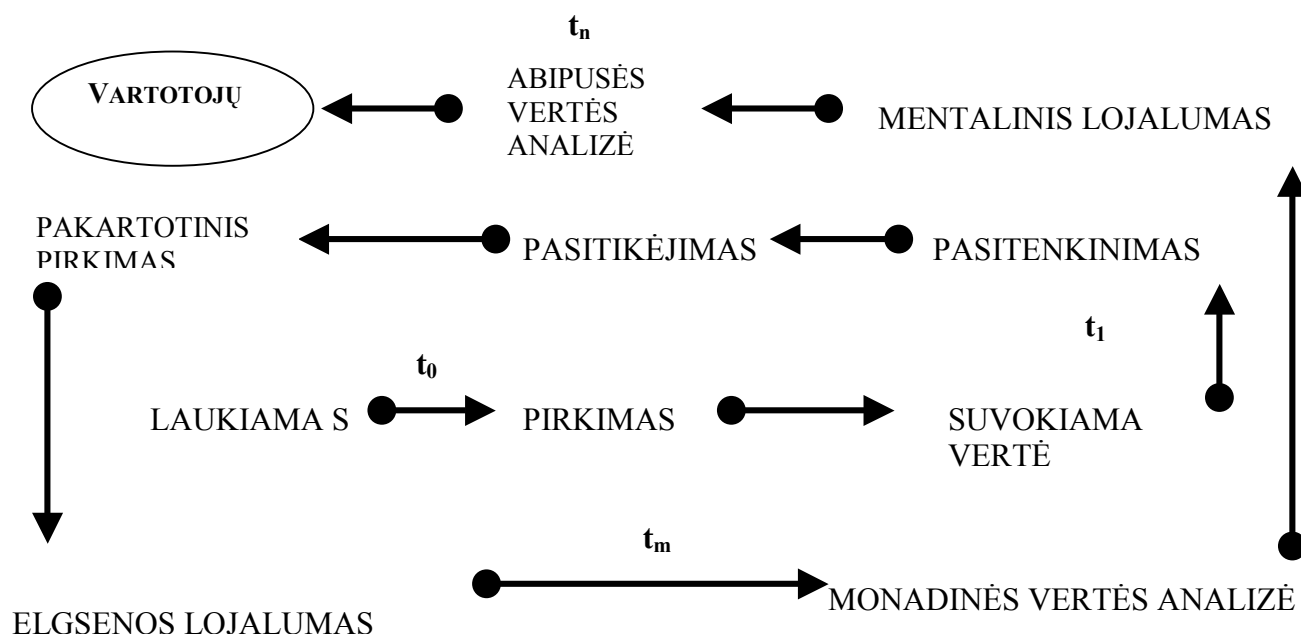 tn
VARTOTOJŲ
ABIPUSĖS
VERTĖS
ANALIZĖ
MENTALINIS LOJALUMAS
PAKARTOTINIS
PIRKIMAS
PASITIKĖJIMAS
PASITENKINIMAS
t1
t0
LAUKIAMA S
PIRKIMAS
SUVOKIAMA
VERTĖ
tm
MONADINĖS VERTĖS ANALIZĖ
ELGSENOS LOJALUMAS